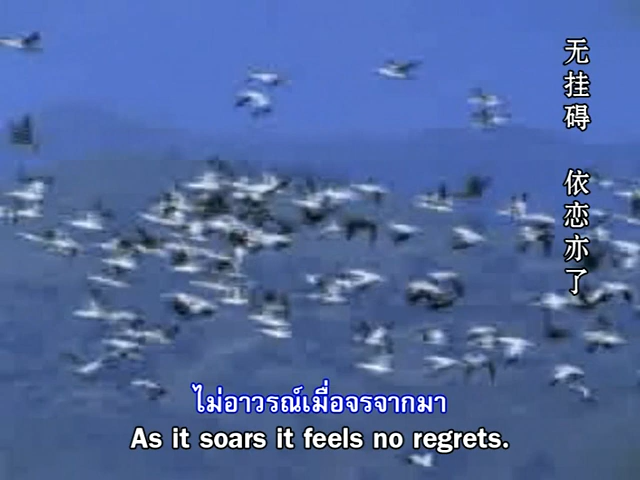 无挂碍 依恋亦了
ไม่อาวรณ์เมื่อจรจากมา
As it soars it feels no regrets.